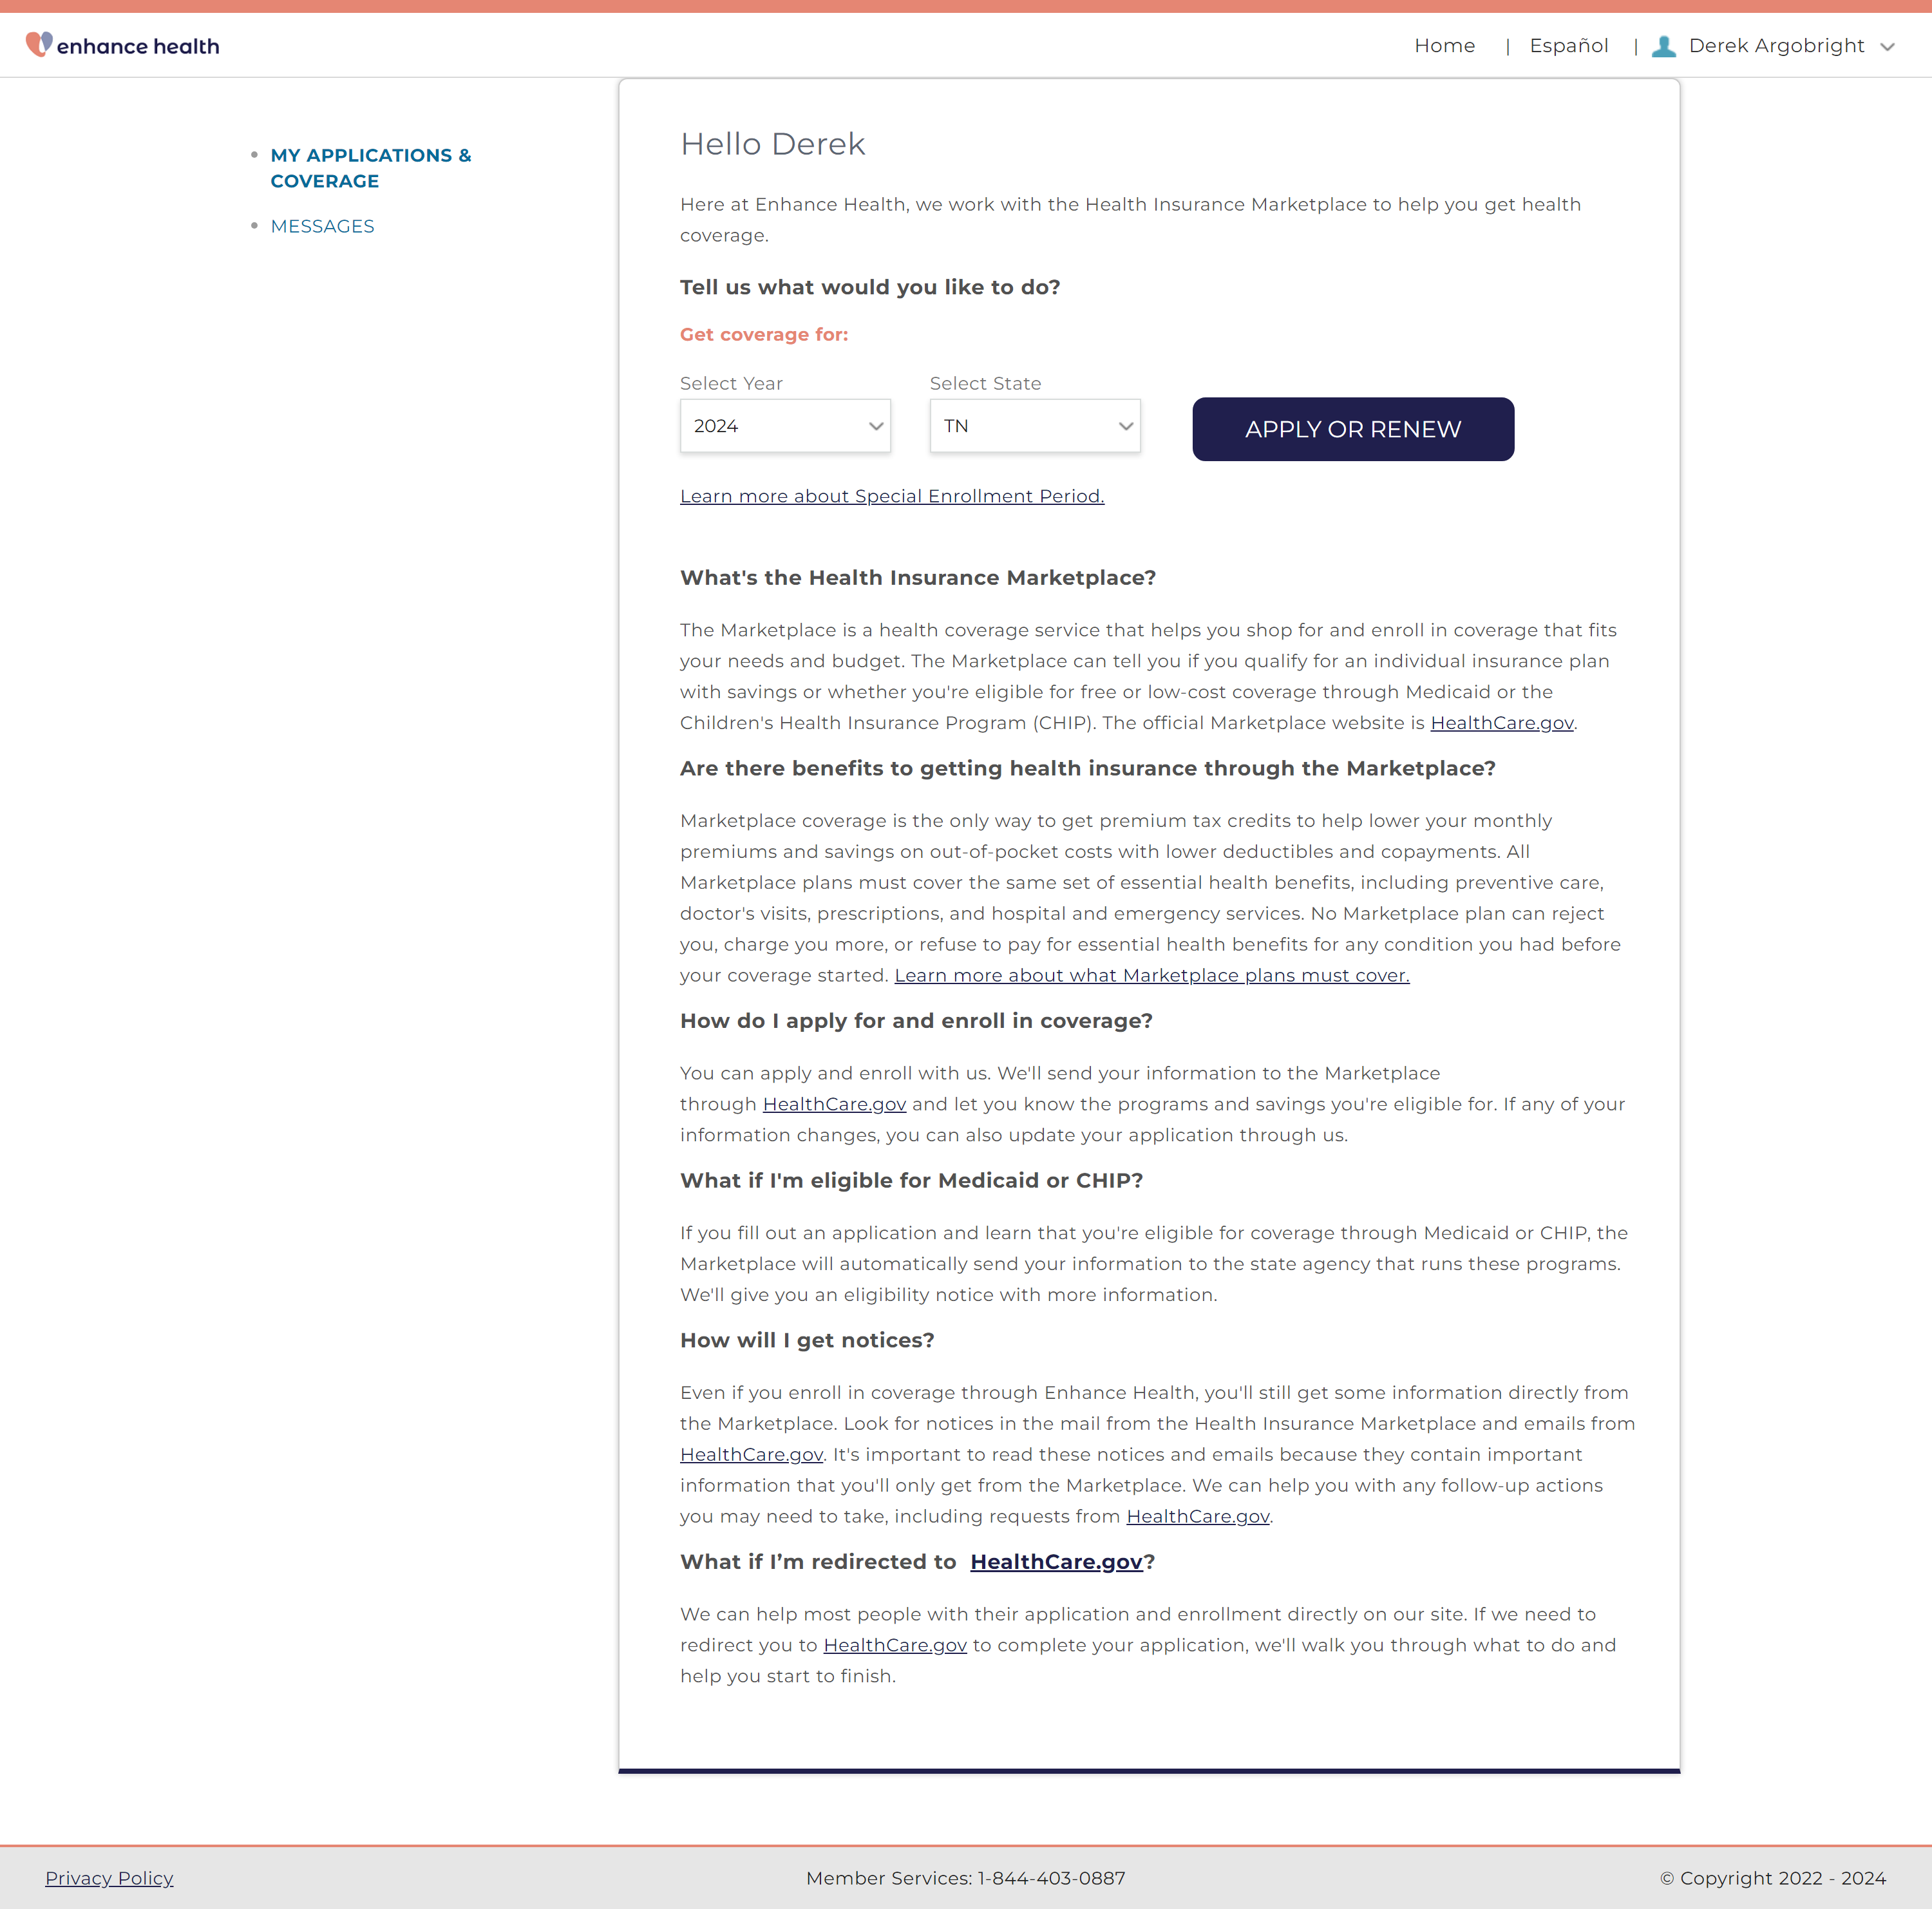 enhance health
Home | Español | Derek Argobright
MY APPLICATIONS &
COVERAGE
MESSAGES
Hello Derek
Here at Enhance Health, we work with the Health Insurance Marketplace to help you get health
coverage.
Tell us what would you like to do?
Get coverage for:
Select Year Select State
2024 TN APPLY OR RENEW
Learn more about Special Enrollment Period.
What's the Health Insurance Marketplace?
The Marketplace is a health coverage service that helps you shop for and enroll in coverage that fits
your needs and budget. The Marketplace can tell you if you qualify for an individual insurance plan
with savings or whether you're eligible for free or low-cost coverage through Medicaid or the
Children's Health Insurance Program (CHIP). The official Marketplace website is HealthCare.gov.
Are there benefits to getting health insurance through the Marketplace?
Marketplace coverage is the only way to get premium tax credits to help lower your monthly
premiums and savings on out-of-pocket costs with lower deductibles and copayments. All
Marketplace plans must cover the same set of essential health benefits, including preventive care,
doctor's visits, prescriptions, and hospital and emergency services. No Marketplace plan can reject
you, charge you more, or refuse to pay for essential health benefits for any condition you had before
your coverage started. Learn more about what Marketplace plans must cover.
How do I apply for and enroll in coverage?
You can apply and enroll with us. We'll send your information to the Marketplace
through HealthCare.gov and let you know the programs and savings you're eligible for. If any of your
information changes, you can also update your application through us.
What if I'm eligible for Medicaid or CHIP?
If you fill out an application and learn that you're eligible for coverage through Medicaid or CHIP, the
Marketplace will automatically send your information to the state agency that runs these programs.
We'll give you an eligibility notice with more information.
How will I get notices?
Even if you enroll in coverage through Enhance Health, you'll still get some information directly from
the Marketplace. Look for notices in the mail from the Health Insurance Marketplace and emails from
HealthCare.gov. It's important to read these notices and emails because they contain important
information that you'll only get from the Marketplace. We can help you with any follow-up actions
you may need to take, including requests from HealthCare.gov.
What if I’m redirected to HealthCare.gov?
We can help most people with their application and enrollment directly on our site. If we need to
redirect you to HealthCare.gov to complete your application, we'll walk you through what to do and
help you start to finish.
Privacy Policy
Member Services: 1-844-403-0887
© Copyright 2022 - 2024